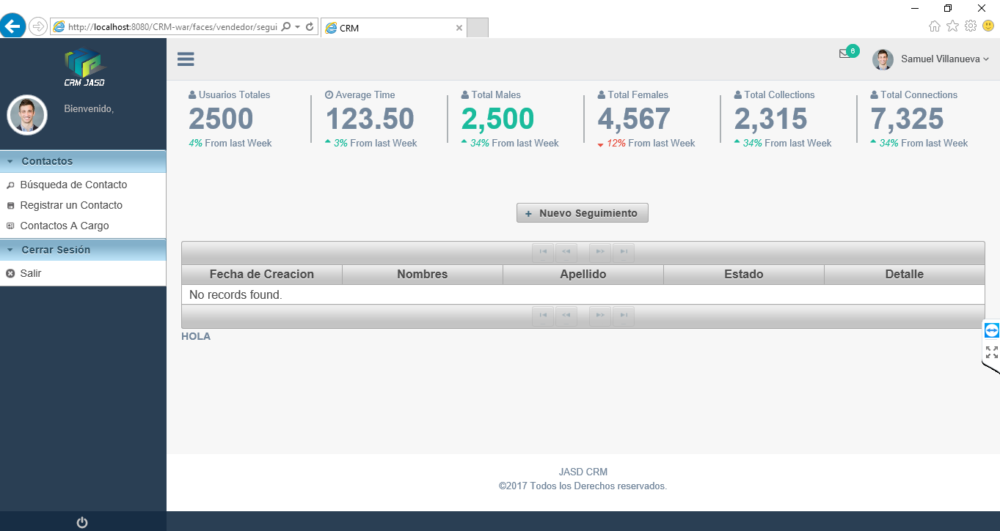 http://localhost:8080/CRM-war/faces/vendedor/segui
CRM
CRM JASD
Bienvenido,
6
Samuel Villanueva
Usuarios Totales
2500
4% From last Week
Average Time
123.50
3% From last Week
Total Males
2,500
34% From last Week
Total Females
4,567
12% From last Week
Total Collections
2,315
34% From last Week
Total Connections
7,325
34% From last Week
Contactos
Búsqueda de Contacto
Registrar un Contacto
Contactos A Cargo
Cerrar Sesión
Salir
+ Nuevo Seguimiento
Fecha de Creacion Nombres Apellido Estado Detalle
No records found.
HOLA
JASD CRM
©2017 Todos los Derechos reservados.